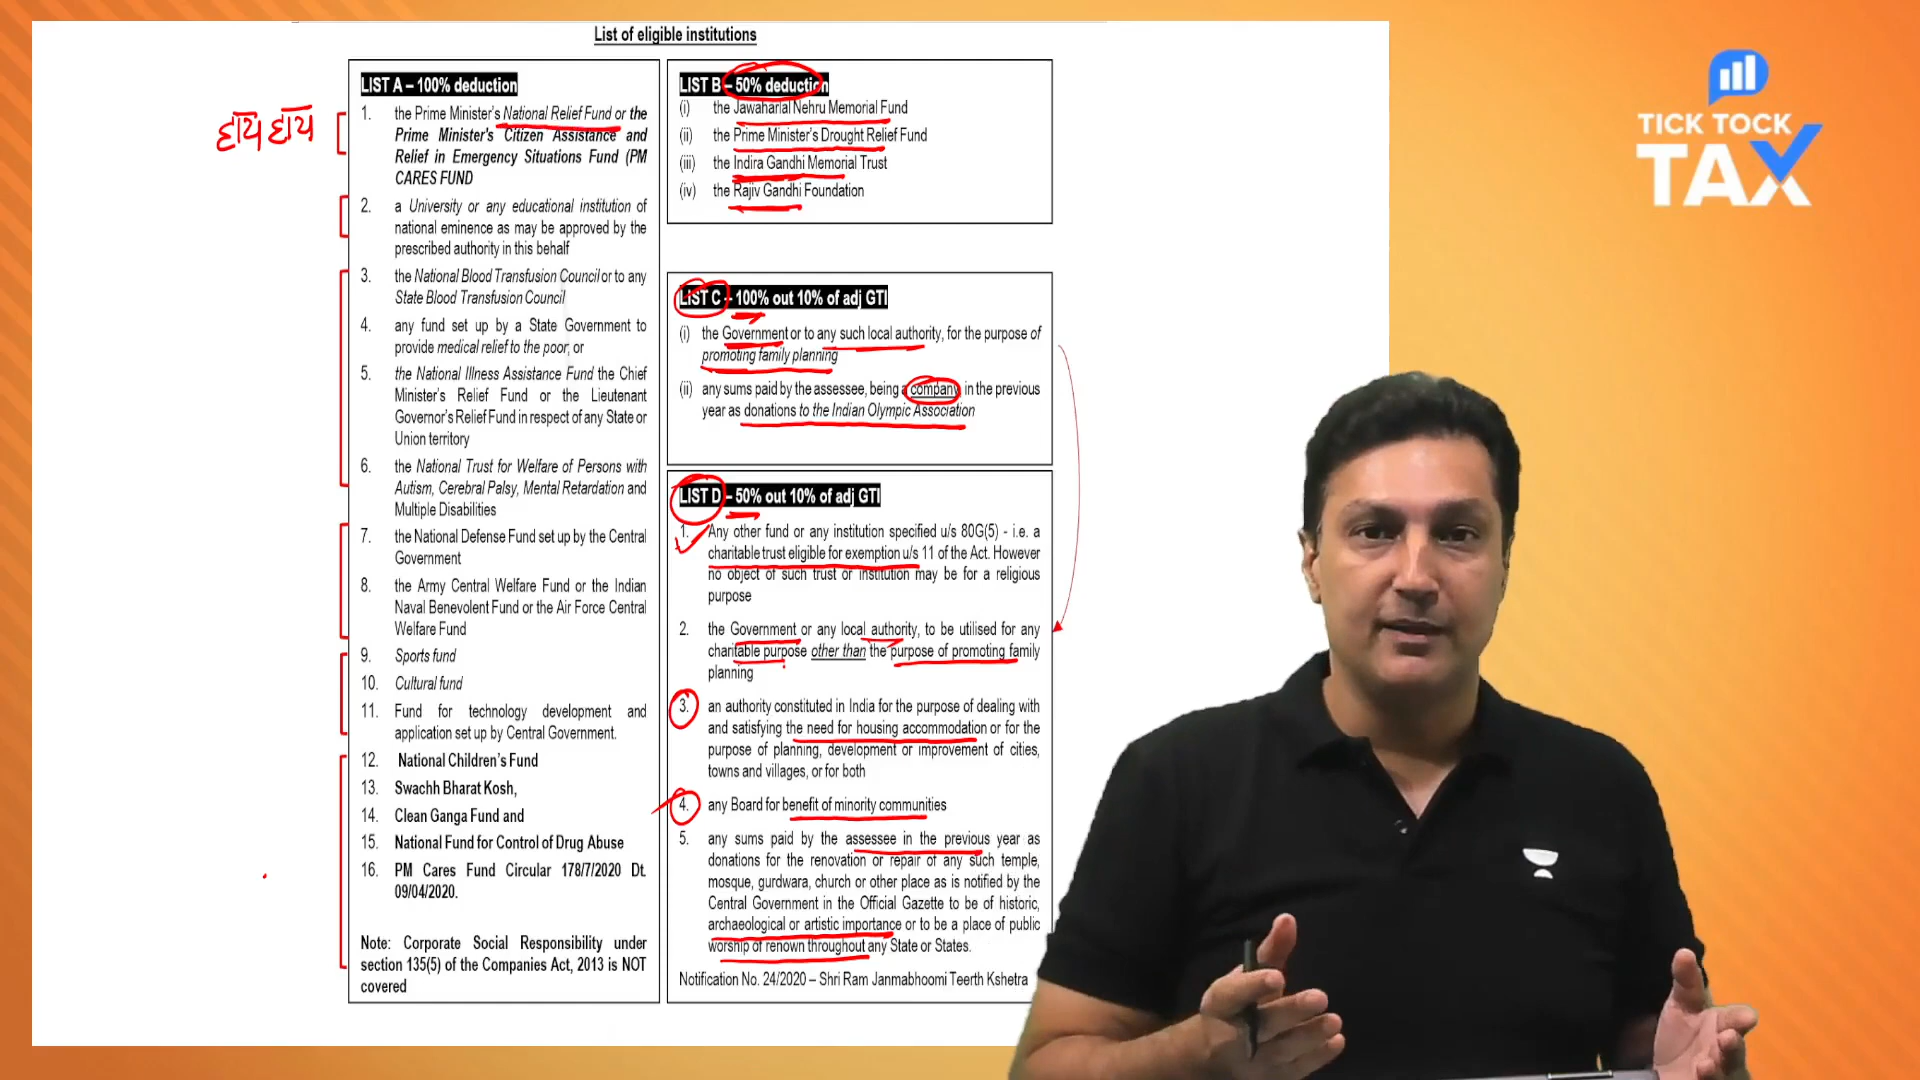 List of eligible institutions
LIST A – 100% deduction
1. the Prime Minister's National Relief Fund or the
Prime Minister's Citizen Assistance and
Relief in Emergency Situations Fund (PM
CARES FUND
2. a University or any educational institution of
national eminence as may be approved by the
prescribed authority in this behalf
3. the National Blood Transfusion Council or to any
State Blood Transfusion Council
4. any fund set up by a State Government to
provide medical relief to the poor, or
5. the National Illness Assistance Fund the Chief
Minister's Relief Fund or the Lieutenant
Governor's Relief Fund in respect of any State or
Union territory
6. the National Trust for Welfare of Persons with
Autism, Cerebral Palsy, Mental Retardation and
Multiple Disabilities
7. the National Defense Fund set up by the Central
Government
8. the Army Central Welfare Fund or the Indian
Naval Benevolent Fund or the Air Force Central
Welfare Fund
9. Sports fund
10. Cultural fund
11. Fund for technology development and
application set up by Central Government.
12. National Children's Fund
13. Swachh Bharat Kosh,
14. Clean Ganga Fund and
15. National Fund for Control of Drug Abuse
16. PM Cares Fund Circular 178/7/2020 Dt.
09/04/2020.
Note: Corporate Social Responsibility under
section 135(5) of the Companies Act, 2013 is NOT
covered
LIST B – 50% deduction
(i) the Jawaharlal Nehru Memorial Fund
(ii) the Prime Minister's Drought Relief Fund
(iii) the Indira Gandhi Memorial Trust
(iv) the Rajiv Gandhi Foundation
LIST C – 100% out 10% of adj GTI
(i) the Government or to any such local authority, for the purpose of
promoting family planning
(ii) any sums paid by the assessee, being a company, in the previous
year as donations to the Indian Olympic Association
LIST D – 50% out 10% of adj GTI
1. Any other fund or any institution specified u/s 80G(5) - i.e. a
charitable trust eligible for exemption u/s 11 of the Act. However
no object of such trust or institution may be for a religious
purpose
2. the Government or any local authority, to be utilised for any
charitable purpose other than the purpose of promoting family
planning
3. an authority constituted in India for the purpose of dealing with
and satisfying the need for housing accommodation or for the
purpose of planning, development or improvement of cities,
towns and villages, or for both
4. any Board for benefit of minority communities
5. any sums paid by the assessee in the previous year as
donations for the renovation or repair of any such temple,
mosque, gurdwara, church or other place as is notified by the
Central Government in the Official Gazette to be of historic,
archaeological or artistic importance or to be a place of public
worship of renown throughout any State or States.
Notification No. 24/2020 – Shri Ram Janmabhoomi Teerth Kshetra
TICK TOCK
TAX